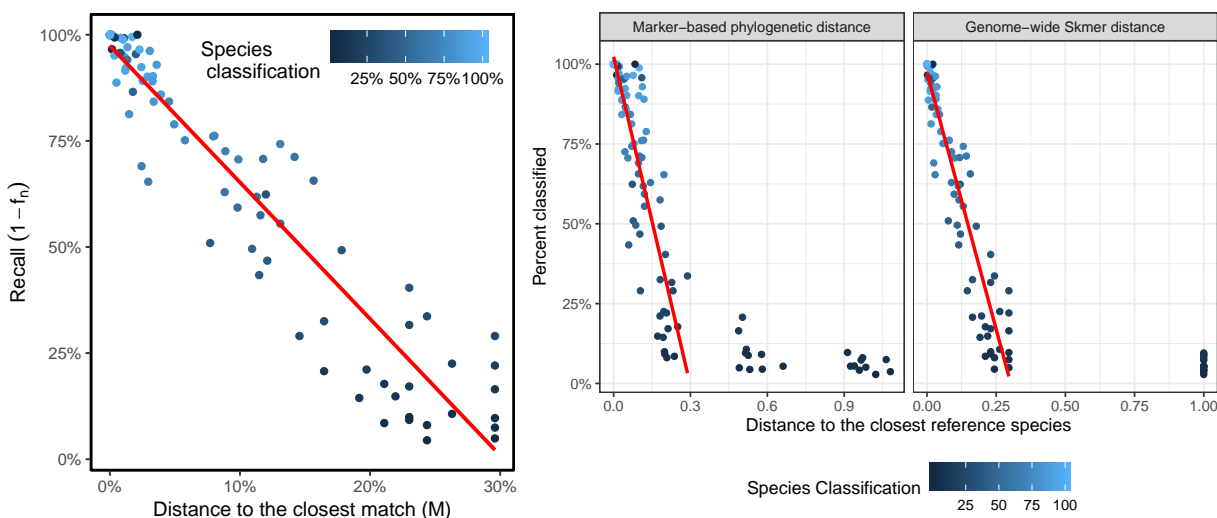 100%
75%
50%
25%
0%
Recall (1 − fn)
Species
classification
25% 50% 75% 100%
0% 10% 20% 30%
Distance to the closest match (M)
Marker−based phylogenetic distance
Genome−wide Skmer distance
100%
75%
50%
25%
0%
Percent classified
0.0 0.3 0.6 0.9
0.00 0.25 0.50 0.75 1.00
Distance to the closest reference species
Species Classification
25 50 75 100